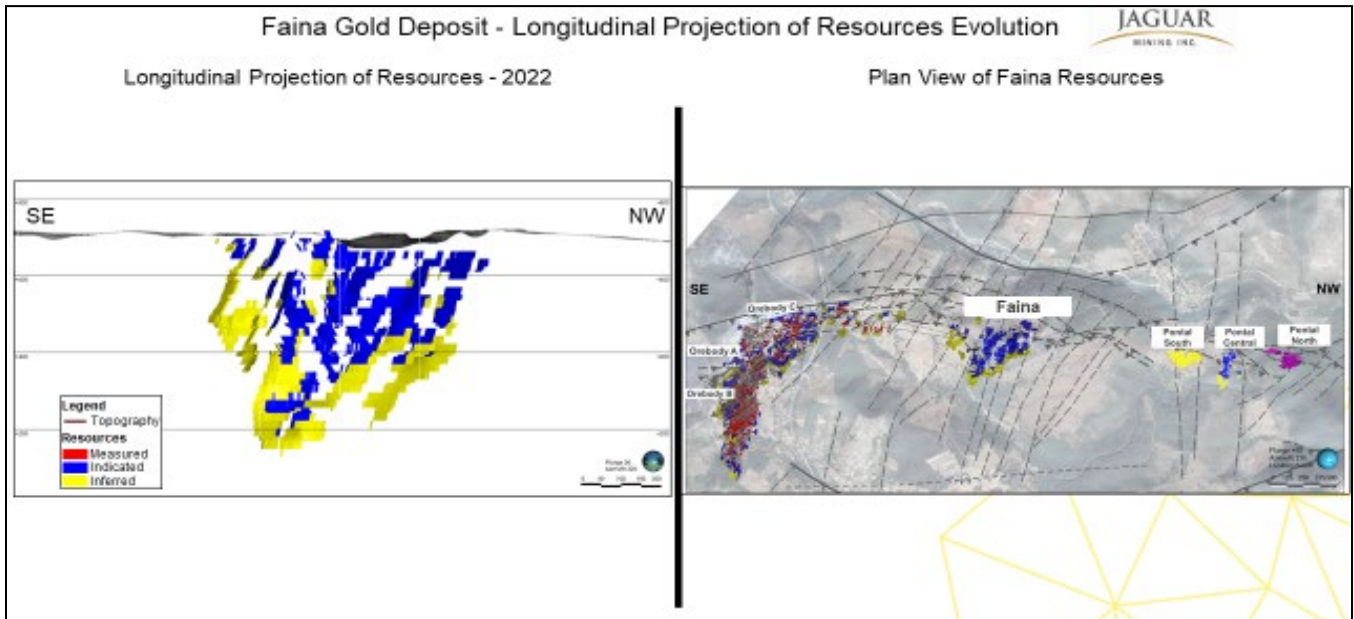 Faina Gold Deposit - Longitudinal Projection of Resources Evolution
JAGUAR
MINING INC.
Longitudinal Projection of Resources - 2022
Plan View of Faina Resources
SE
NW
Legend
Topography
Resources
Measured
Indicated
Inferred
SE
NW
Orebody C
Faina
Orebody A
Orebody B
Pontal
South
Pontal
Central
Pontal
North